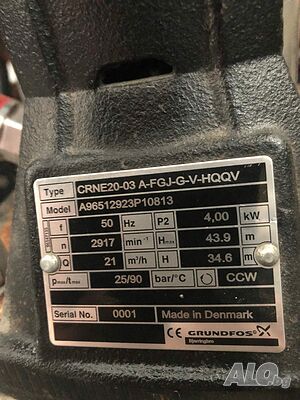 Type CRNE20-03 A-FGJ-G-V-HQQV
Model A96512923P10813
f 50 Hz P2 4,00 kW
n 2917 min⁻¹ Hmax 43.9 m
Q 21 m³/h H 34.6 m
pmax/tmax 25/90 bar/°C CCW
Serial No. 0001 Made in Denmark
CE GRUNDFOS X
Bjerringbro
ALO.bg